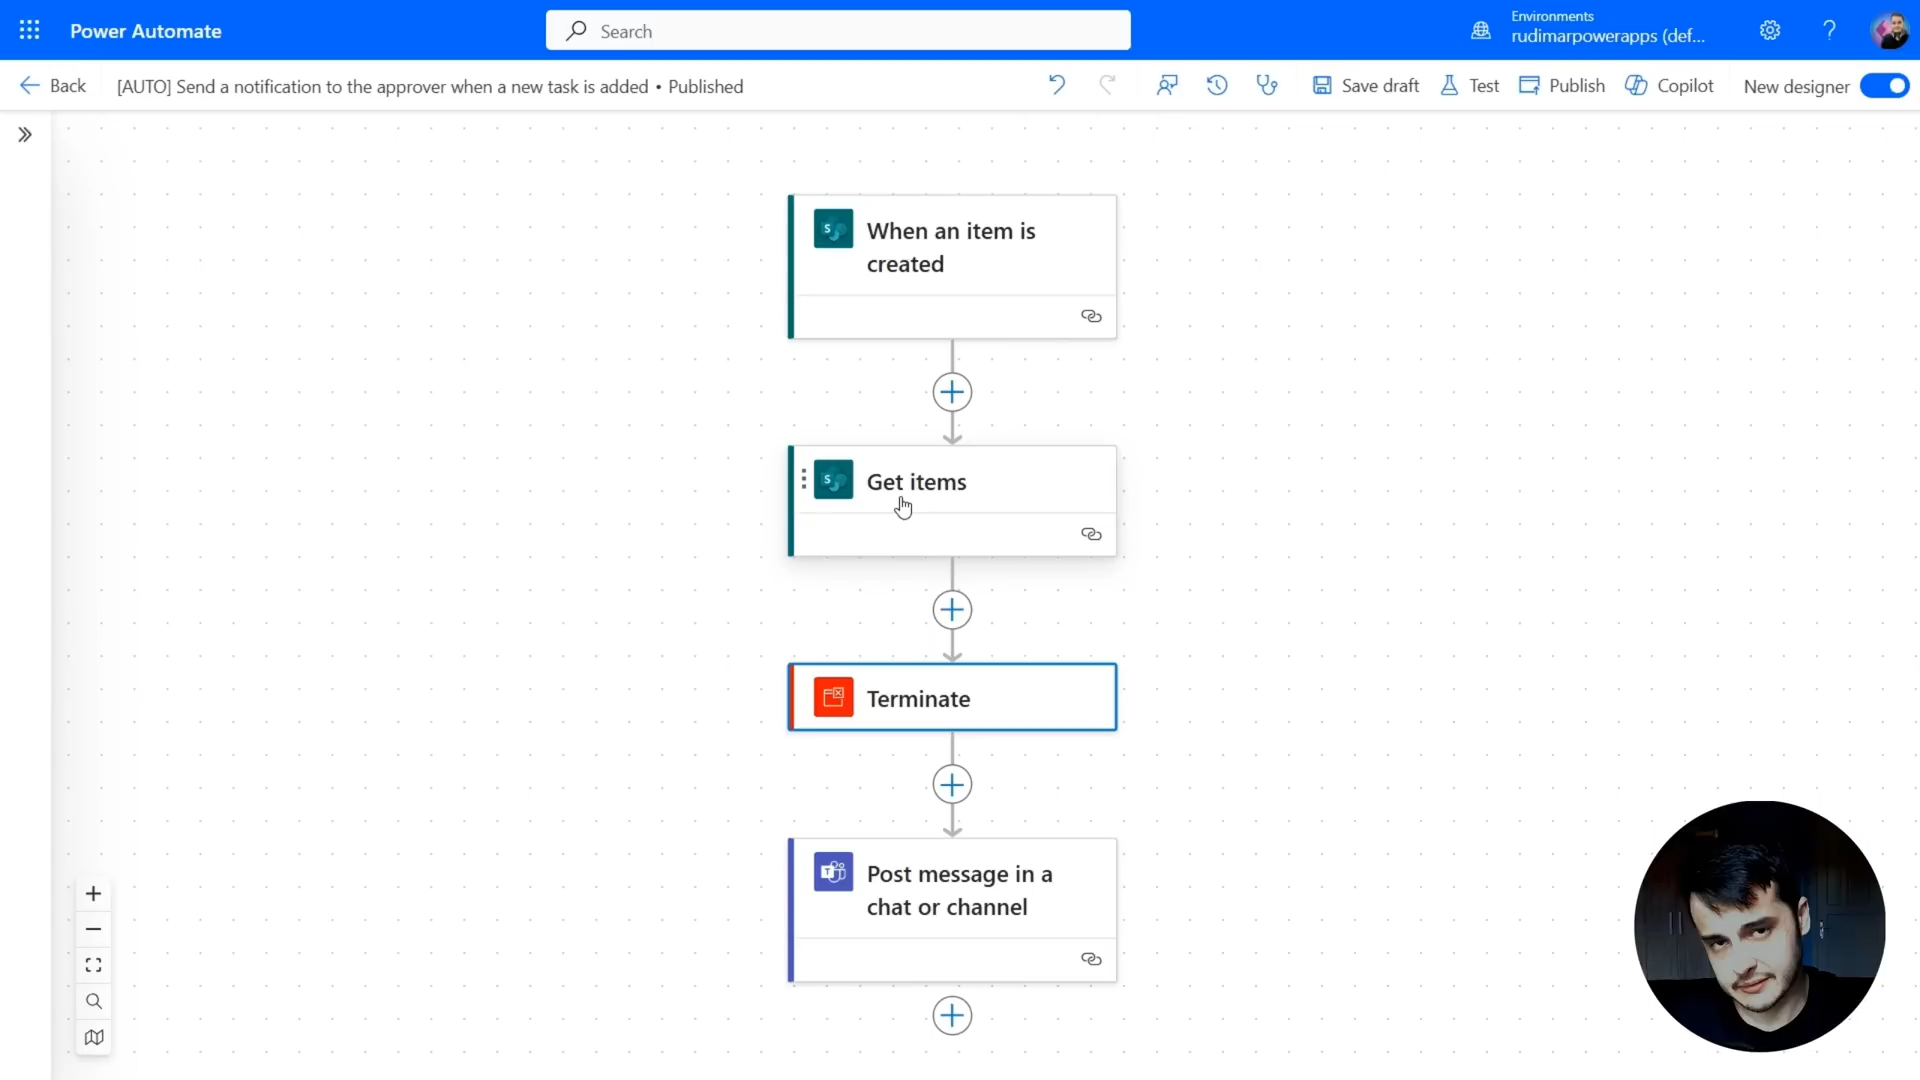 Power Automate
Search
Environments
rudimarpowerapps (def...
?
Back
[AUTO] Send a notification to the approver when a new task is added • Published
Save draft
Test
Publish
Copilot
New designer
When an item is
created
Get items
Terminate
Post message in a
chat or channel